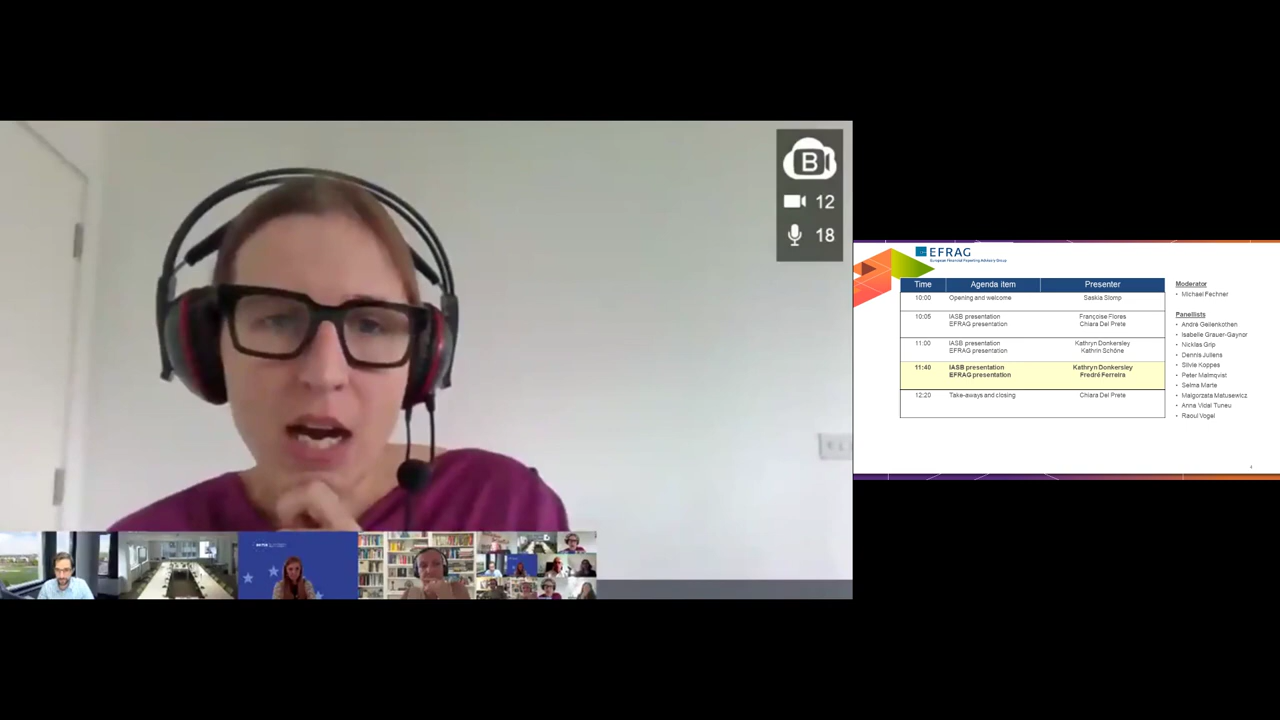 B
12
18
EFRAG
European Financial Reporting Advisory Group
Time Agenda item Presenter
10:00 Opening and welcome Saskia Slomp
10:05 IASB presentation Françoise Flores
EFRAG presentation Chiara Del Prete
11:00 IASB presentation Kathryn Donkersley
EFRAG presentation Kathrin Schöne
11:40 IASB presentation Kathryn Donkersley
EFRAG presentation Fredré Ferreira
12:20 Take-aways and closing Chiara Del Prete
Moderator
• Michael Fechner
Panellists
• André Geilenkothen
• Isabelle Grauer-Gaynor
• Nicklas Grip
• Dennis Jullens
• Silvie Koppes
• Peter Malmqvist
• Selma Marte
• Malgorzata Matusewicz
• Anna Vidal Tuneu
• Raoul Vogel